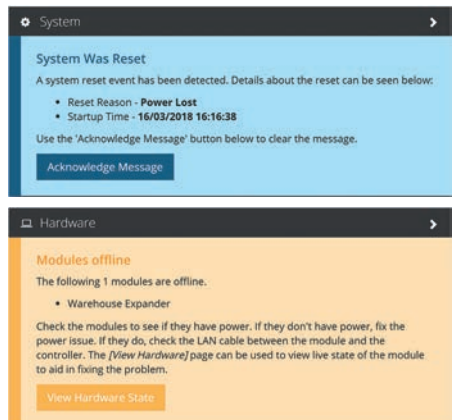 System
System Was Reset
A system reset event has been detected. Details about the reset can be seen below:
• Reset Reason - Power Lost
• Startup Time - 16/03/2018 16:16:38
Use the 'Acknowledge Message' button below to clear the message.
Acknowledge Message
Hardware
Modules offline
The following 1 modules are offline.
• Warehouse Expander
Check the modules to see if they have power. If they don't have power, fix the
power issue. If they do, check the LAN cable between the module and the
controller. The [View Hardware] page can be used to view live state of the module
to aid in fixing the problem.
View Hardware State